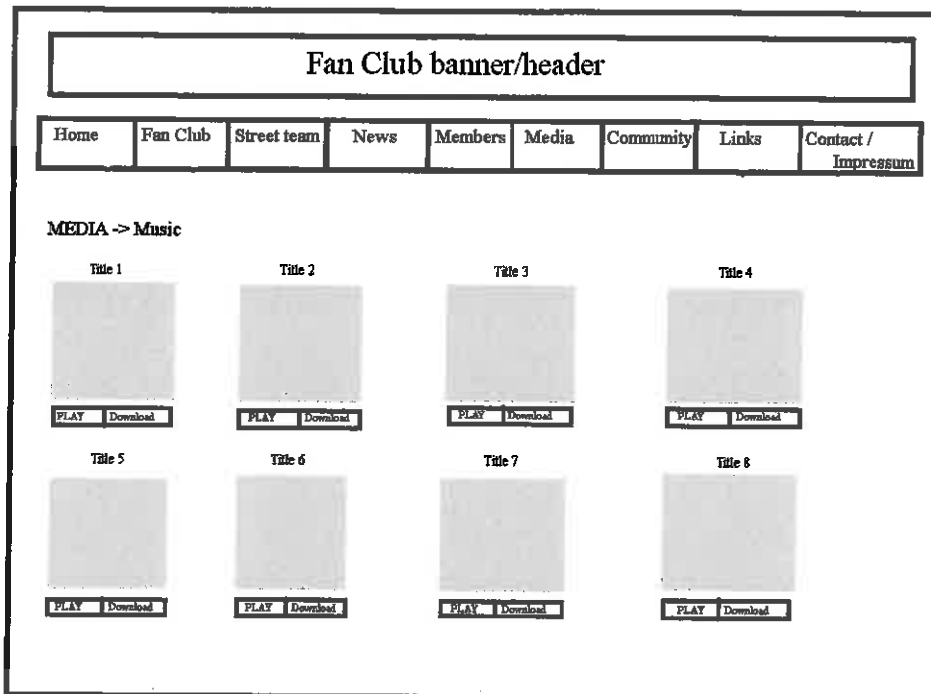 Fan Club banner/header
Home Fan Club Street team News Members Media Community Links Contact /
Impressum
MEDIA -> Music
Title 1 Title 2 Title 3 Title 4
PLAY Download PLAY Download PLAY Download PLAY Download
Title 5 Title 6 Title 7 Title 8
PLAY Download PLAY Download PLAY Download PLAY Download